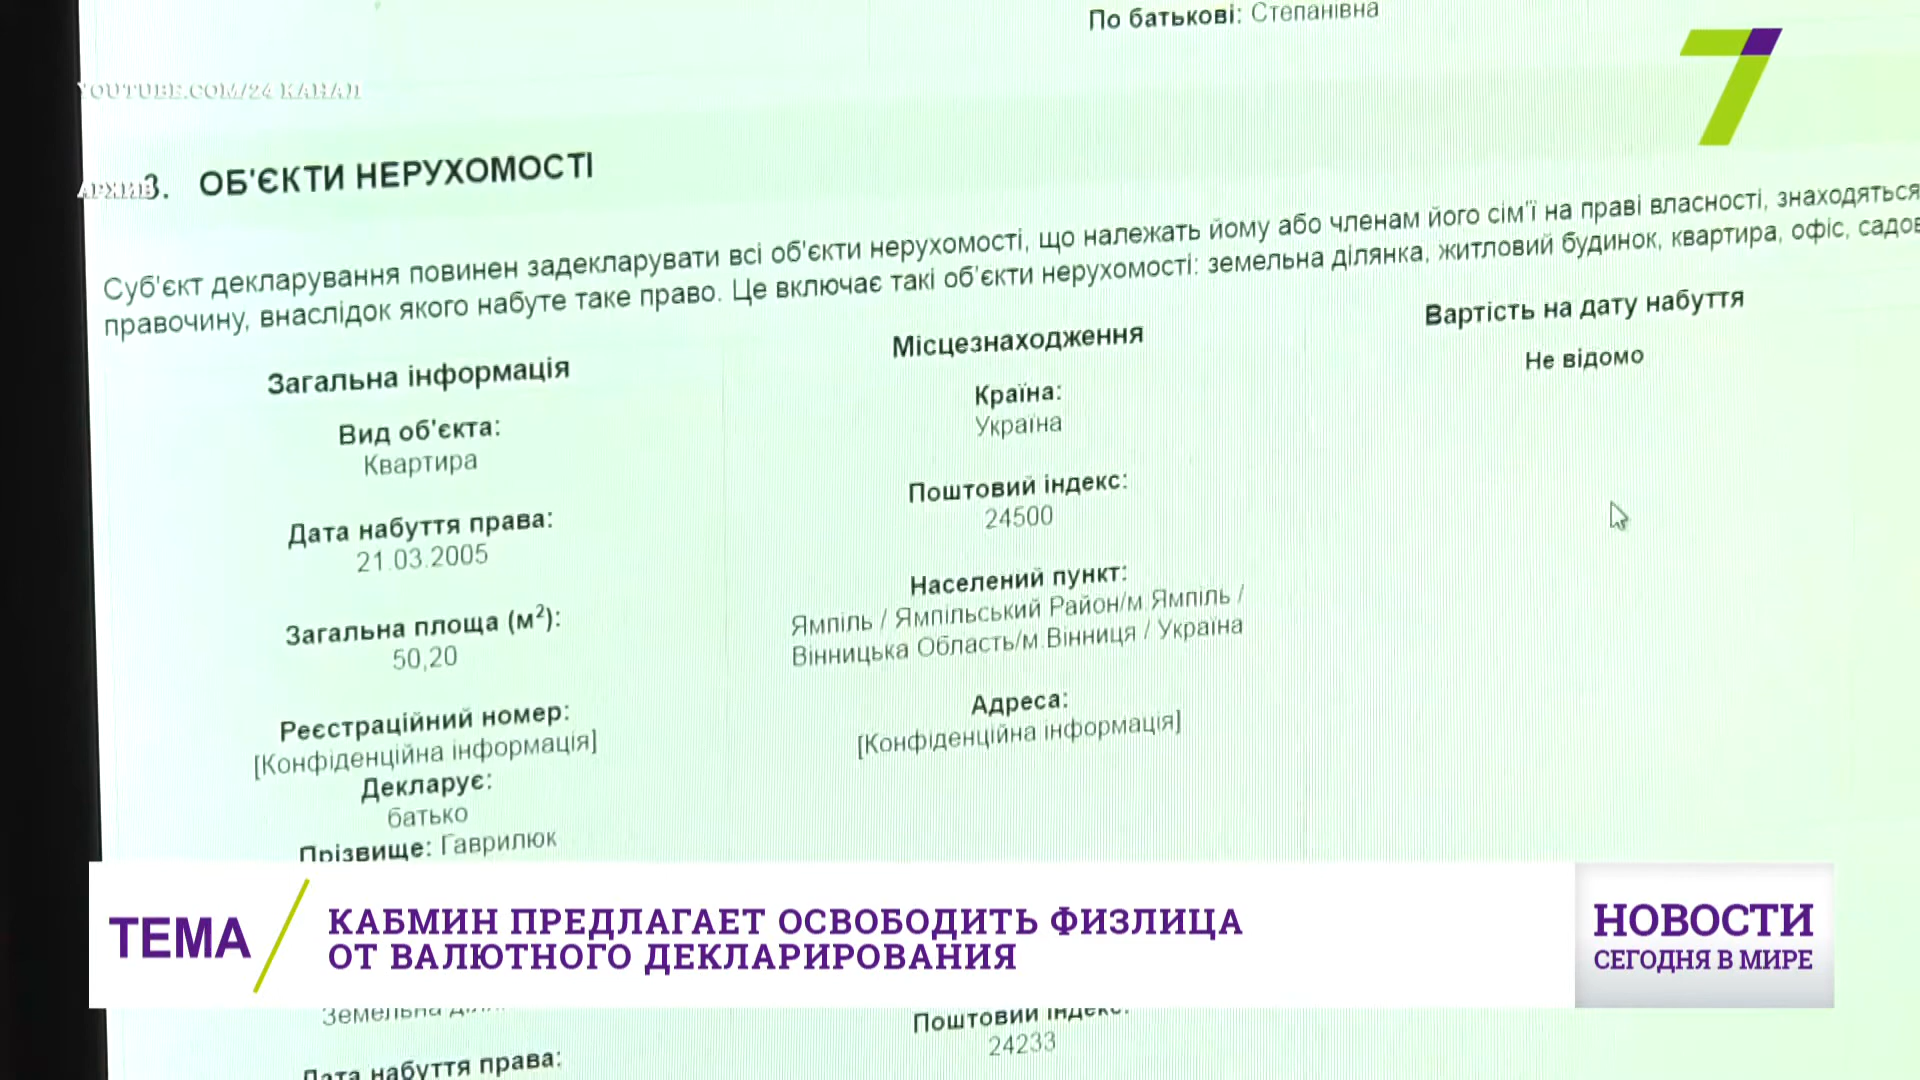 По батькові: Степанівна
7
YOUTUBE.COM/24 КАНАЛ
АРХИВ
3. ОБ'ЄКТИ НЕРУХОМОСТІ
Суб'єкт декларування повинен задекларувати всі об'єкти нерухомості, що належать йому або членам його сім'ї на праві власності, знаходяться
правочину, внаслідок якого набуте таке право. Це включає такі об'єкти нерухомості: земельна ділянка, житловий будинок, квартира, офіс, садов
Загальна інформація
Місцезнаходження
Вартість на дату набуття
Вид об'єкта:
Квартира
Дата набуття права:
21.03.2005
Загальна площа (м²):
50,20
Реєстраційний номер:
[Конфіденційна інформація]
Декларує:
батько
Прізвище: Гаврилюк
Країна:
Україна
Поштовий індекс:
24500
Населений пункт:
Ямпіль / Ямпільський Район/м.Ямпіль /
Вінницька Область/м.Вінниця / Україна
Адреса:
[Конфіденційна інформація]
Не відомо
ТЕМА
КАБМИН ПРЕДЛАГАЕТ ОСВОБОДИТЬ ФИЗЛИЦА
ОТ ВАЛЮТНОГО ДЕКЛАРИРОВАНИЯ
НОВОСТИ
СЕГОДНЯ В МИРЕ
Земельна
Дата набуття права:
Поштовий індекс:
24233